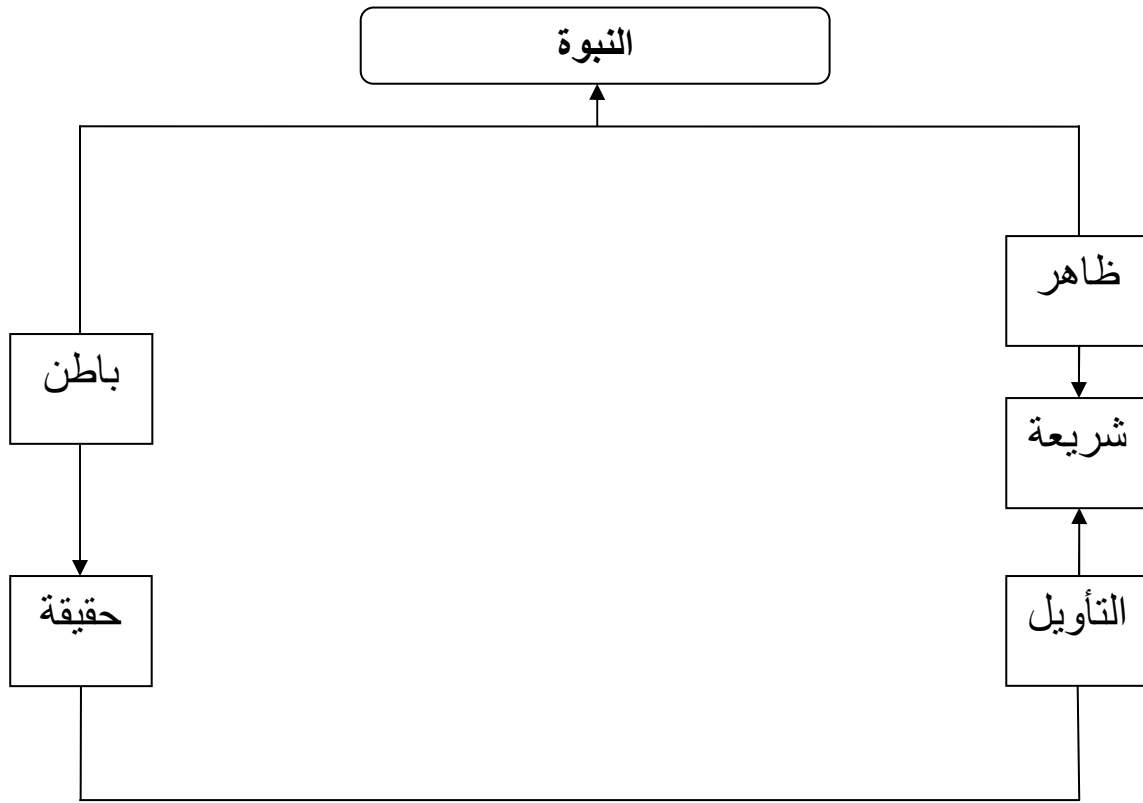 النبوة
ظاهر
باطن
شريعة
التأويل
حقيقة